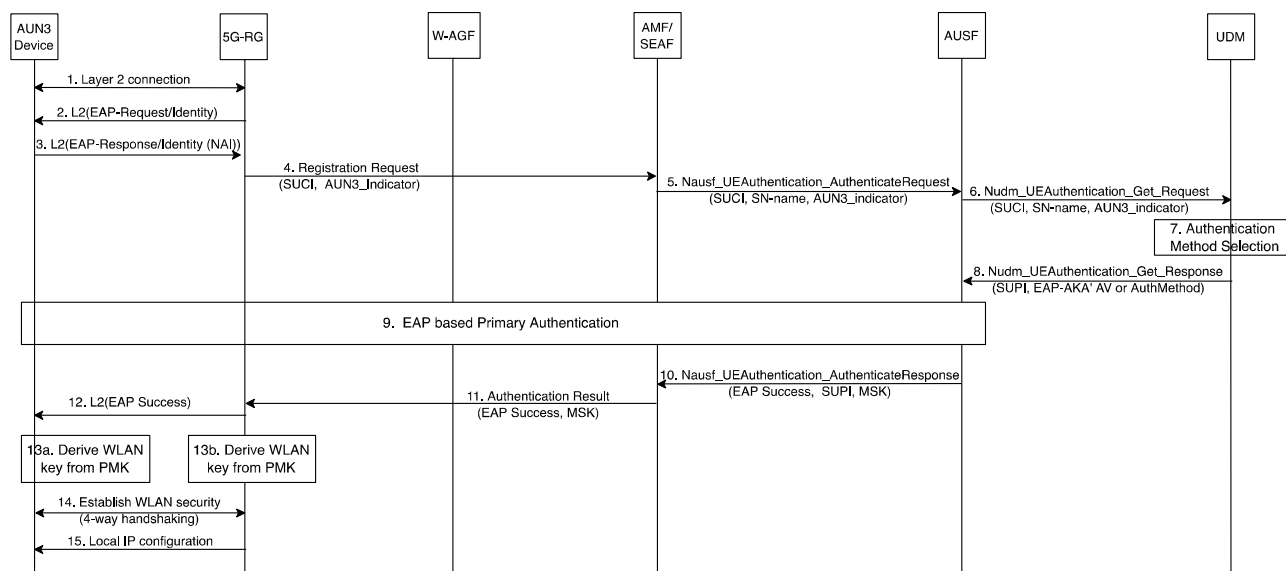 AUN3
Device
5G-RG
W-AGF
AMF/
SEAF
AUSF
UDM
1. Layer 2 connection
2. L2(EAP-Request/Identity)
3. L2(EAP-Response/Identity (NAI))
4. Registration Request
(SUCI, AUN3_Indicator)
5. Nausf_UEAuthentication_AuthenticateRequest
(SUCI, SN-name, AUN3_indicator)
6. Nudm_UEAuthentication_Get_Request
(SUCI, SN-name, AUN3_indicator)
7. Authentication
Method Selection
8. Nudm_UEAuthentication_Get_Response
(SUPI, EAP-AKA' AV or AuthMethod)
9. EAP based Primary Authentication
10. Nausf_UEAuthentication_AuthenticateResponse
(EAP Success, SUPI, MSK)
11. Authentication Result
(EAP Success, MSK)
12. L2(EAP Success)
13a. Derive WLAN
key from PMK
13b. Derive WLAN
key from PMK
14. Establish WLAN security
(4-way handshaking)
15. Local IP configuration